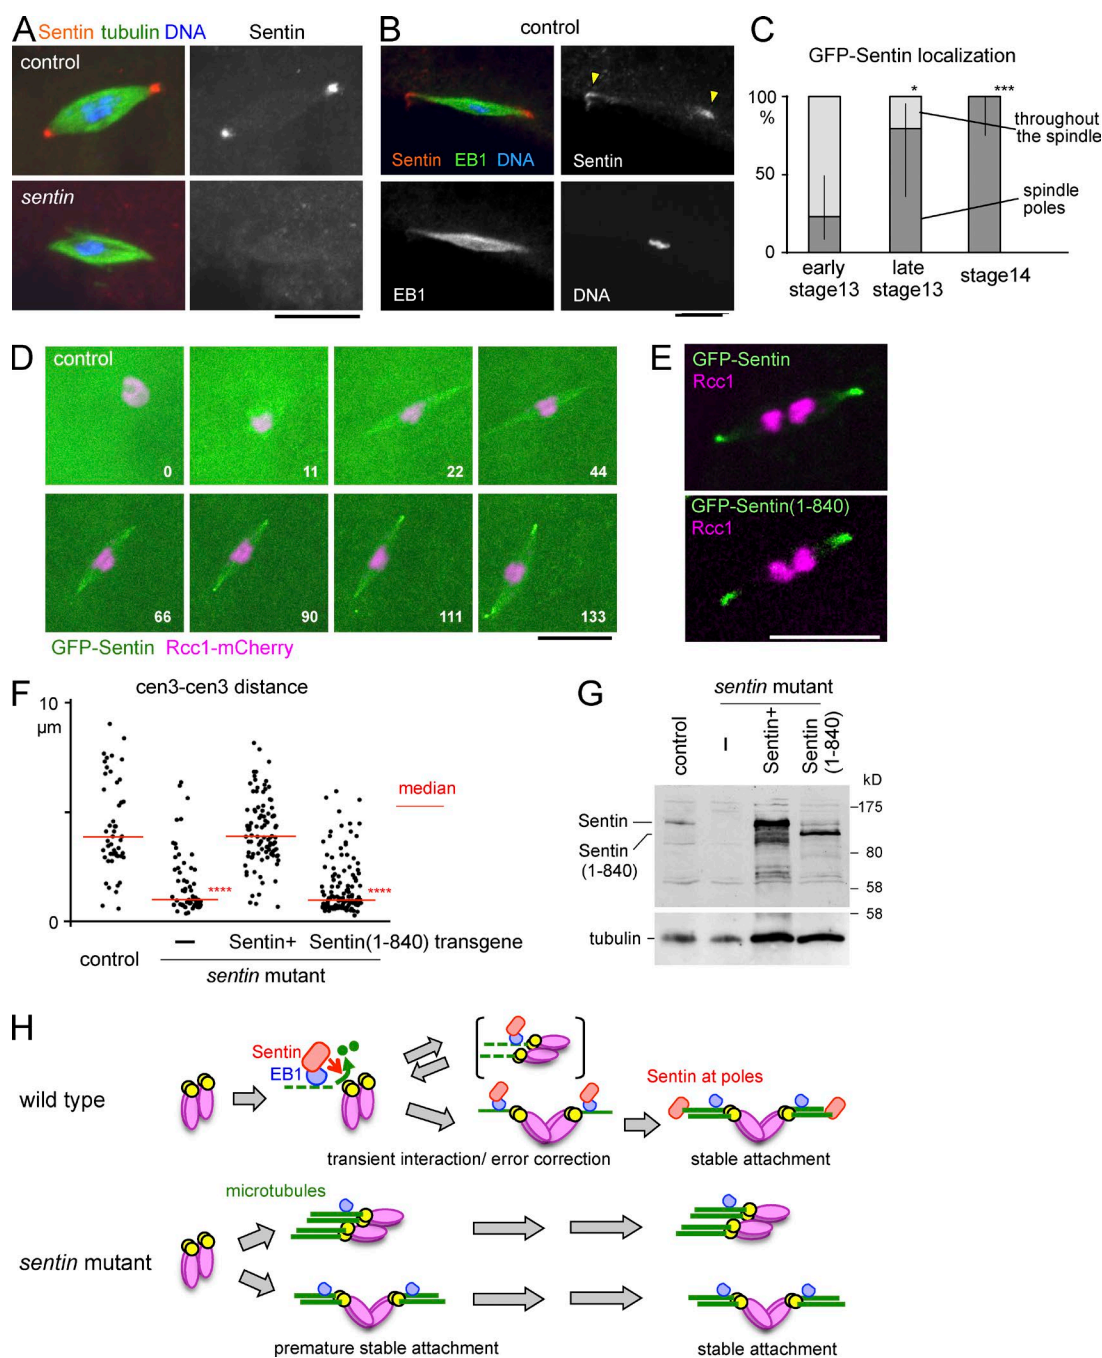 A
Sentin tubulin DNA
Sentin
control
sentin
B
control
Sentin EB1 DNA
Sentin
EB1
DNA
C
GFP-Sentin localization
100
%
50
0
*
***
throughout
the spindle
spindle
poles
early
stage13
late
stage13
stage14
D
control
0
11
22
44
66
90
111
133
GFP-Sentin Rcc1-mCherry
E
GFP-Sentin
Rcc1
GFP-Sentin(1-840)
Rcc1
F
cen3-cen3 distance
10
µm
0
median
****
****
control
–
Sentin+
Sentin(1-840) transgene
sentin mutant
G
sentin mutant
control
–
Sentin+
Sentin
(1-840)
kD
Sentin
Sentin
(1-840)
175
80
58
58
tubulin
H
wild type
Sentin
EB1
Sentin at poles
transient interaction/ error correction
stable attachment
microtubules
sentin mutant
premature stable attachment
stable attachment